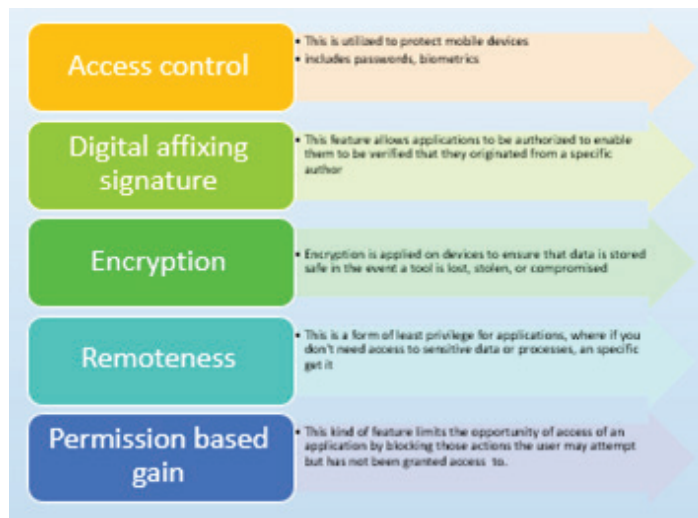 Access control
• This is utilized to protect mobile devices
• includes passwords, biometrics
Digital affixing
signature
• This feature allows applications to be authorized to enable
them to be verified that they originated from a specific
author
Encryption
• Encryption is applied on devices to ensure that data is stored
safe in the event a tool is lost, stolen, or compromised
Remoteness
• This is a form of least privilege for applications, where if you
don't need access to sensitive data or processes, an specific
get it
Permission based
gain
• This kind of feature limits the opportunity of access of an
application by blocking those actions the user may attempt
but has not been granted access to.